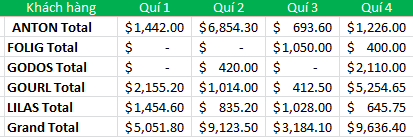 Khách hàng Quí 1 Quí 2 Quí 3 Quí 4
ANTON Total $1,442.00 $6,854.30 $ 693.60 $1,226.00
FOLIG Total $ - $ - $1,050.00 $ 400.00
GODOS Total $ - $ 420.00 $ - $2,110.00
GOURL Total $2,155.20 $1,014.00 $ 412.50 $5,254.65
LILAS Total $1,454.60 $ 835.20 $1,028.00 $ 645.75
Grand Total $5,051.80 $9,123.50 $3,184.10 $9,636.40